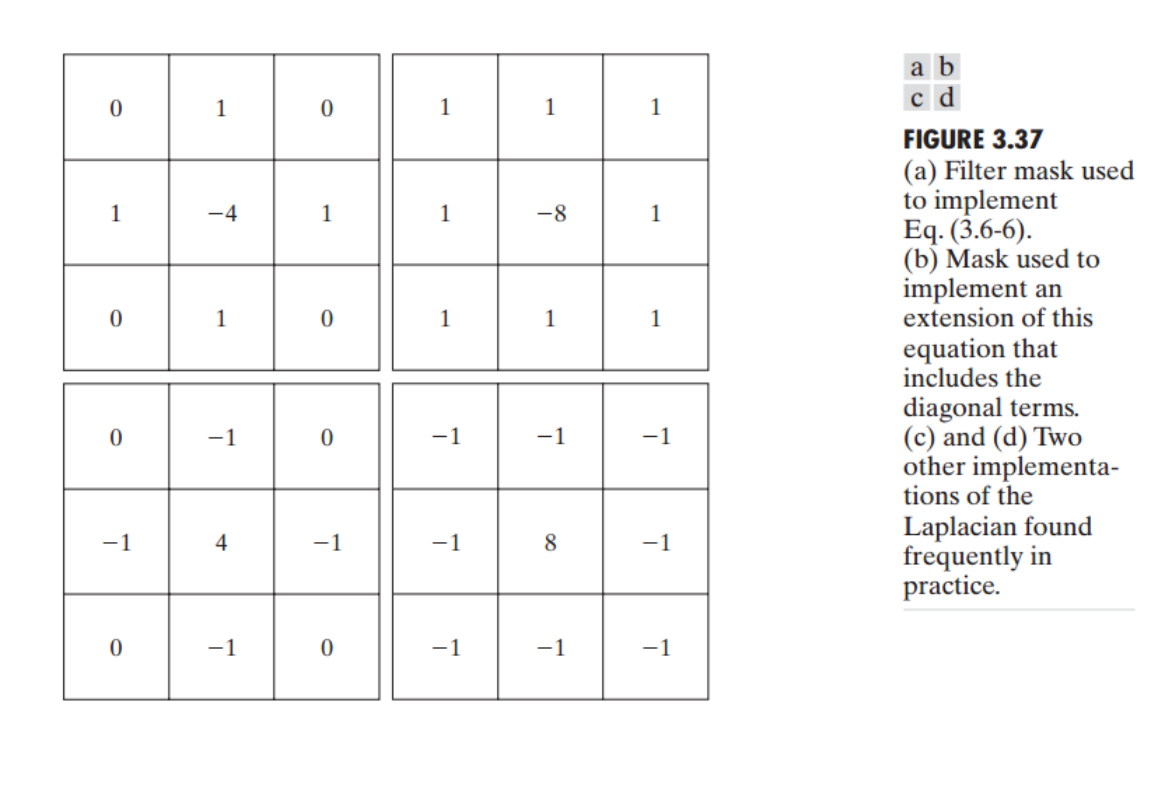 0 1 0 1 1 1
1 −4 1 1 −8 1
0 1 0 1 1 1
0 −1 0 −1 −1 −1
−1 4 −1 −1 8 −1
0 −1 0 −1 −1 −1
a b
c d
FIGURE 3.37
(a) Filter mask used
to implement
Eq. (3.6-6).
(b) Mask used to
implement an
extension of this
equation that
includes the
diagonal terms.
(c) and (d) Two
other implementa-
tions of the
Laplacian found
frequently in
practice.